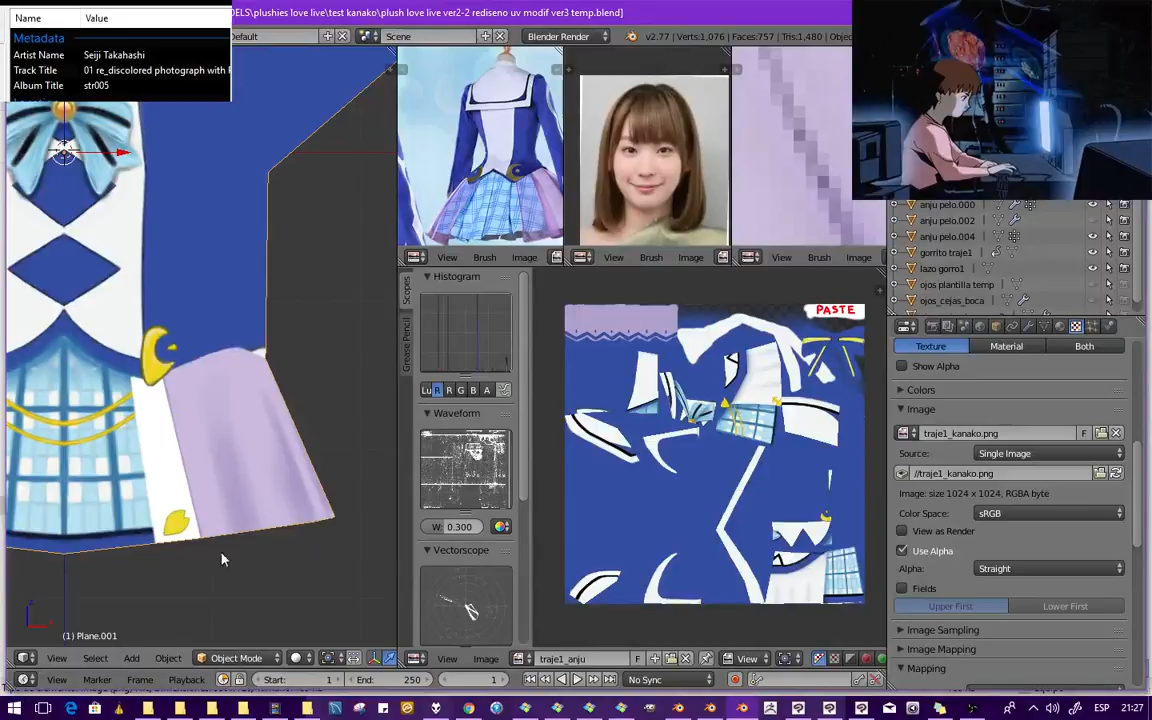 DELS\plushies love live\test kanako\plush love live ver2-2 rediseno uv modif ver3 temp.blend]
Name Value
Metadata
Artist Name Seiji Takahashi
Track Title 01 re_discolored photograph with
Album Title str005
Default
Scene
Blender Render
v2.77 | Verts:1,076 | Faces:757 | Tris:1,480 | Objec
View Brush Image
View Brush Image
View Brush
anju pelo.000
anju pelo.002
anju pelo.004
gorrito traje1
lazo gorro1
ojos plantilla temp
ojos_cejas_boca
Histogram
Scopes
Grease Pencil
Lu R G B A
Waveform
W: 0.300
Vectorscope
PASTE
Texture Material Both
Show Alpha
Colors
Image
traje1_kanako.png F
Source: Single Image
//traje1_kanako.png
Image: size 1024 x 1024, RGBA byte
Color Space: sRGB
View as Render
Use Alpha
Alpha: Straight
Fields
Upper First Lower First
Image Sampling
Image Mapping
Mapping
(1) Plane.001
View Select Add Object Object Mode
View Image traje1_anju F View
View Marker Frame Playback Start: 1 End: 250 1 No Sync
ESP 21:27